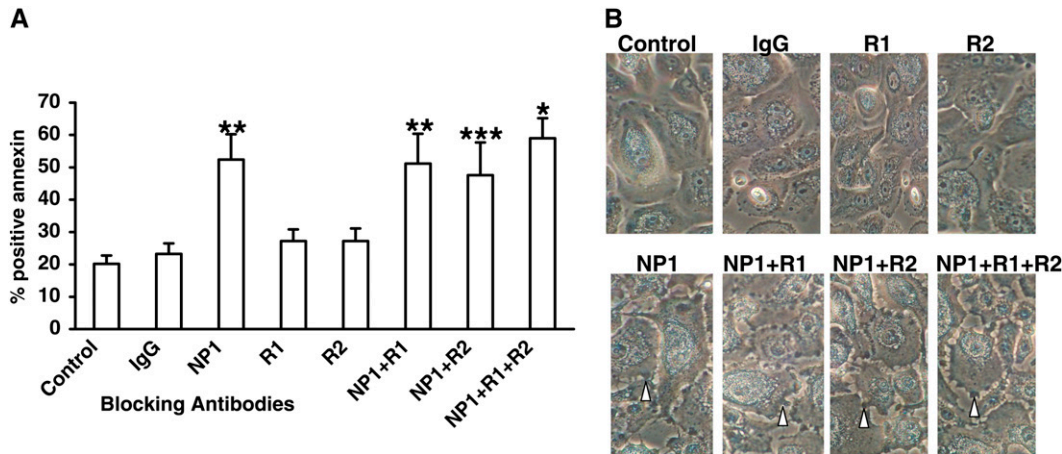 A
% positive annexin
70
60
50
40
30
20
10
0
**
**
***
*
Control
IgG
NP1
R1
R2
NP1+R1
NP1+R2
NP1+R1+R2
Blocking Antibodies
B
Control IgG R1 R2
NP1 NP1+R1 NP1+R2 NP1+R1+R2